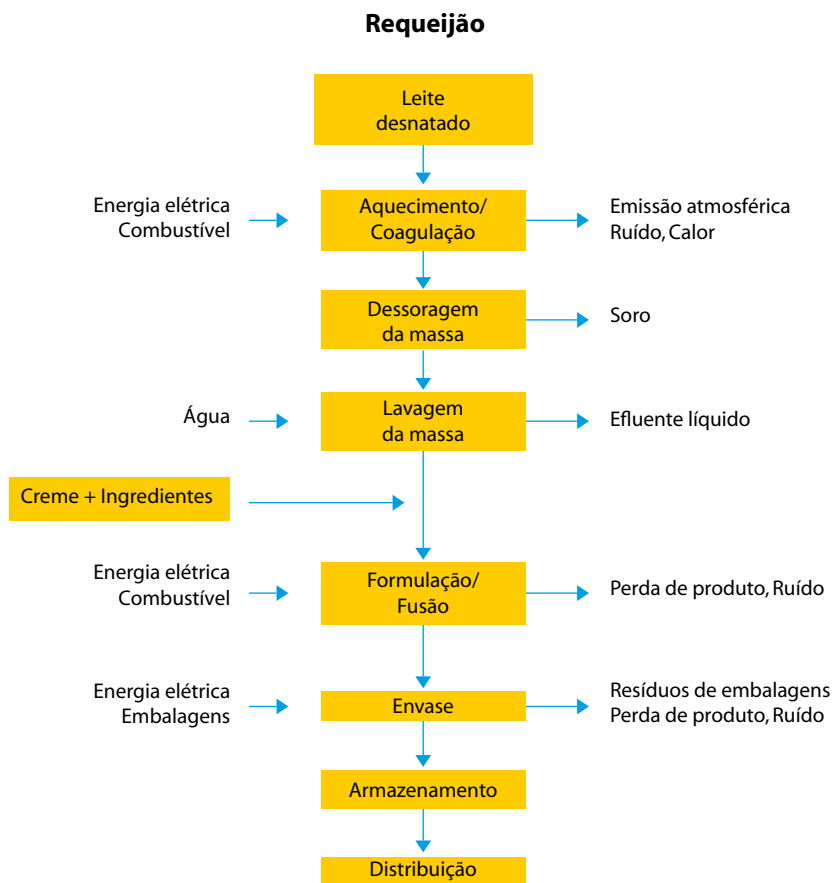 Requeijão
Leite
desnatado
Energia elétrica
Combustível
Aquecimento/
Coagulação
Emissão atmosférica
Ruído, Calor
Dessoragem
da massa
Soro
Água
Lavagem
da massa
Efluente líquido
Creme + Ingredientes
Energia elétrica
Combustível
Formulação/
Fusão
Perda de produto, Ruído
Energia elétrica
Embalagens
Envase
Resíduos de embalagens
Perda de produto, Ruído
Armazenamento
Distribuição